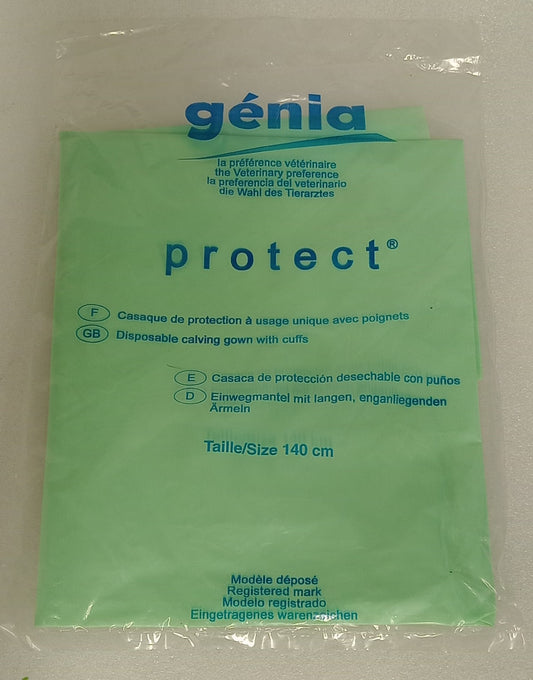 génia
la préférence vétérinaire
the Veterinary preference
la preferencia del veterinario
die Wahl des Tierarztes
protect®
F Casaque de protection à usage unique avec poignets
GB Disposable calving gown with cuffs
E Casaca de protección desechable con puños
D Einwegmantel mit langen, enganliegenden
Ärmeln
Taille/Size 140 cm
Modèle déposé
Registered mark
Modelo registrado
Eingetragenes warenzeichen